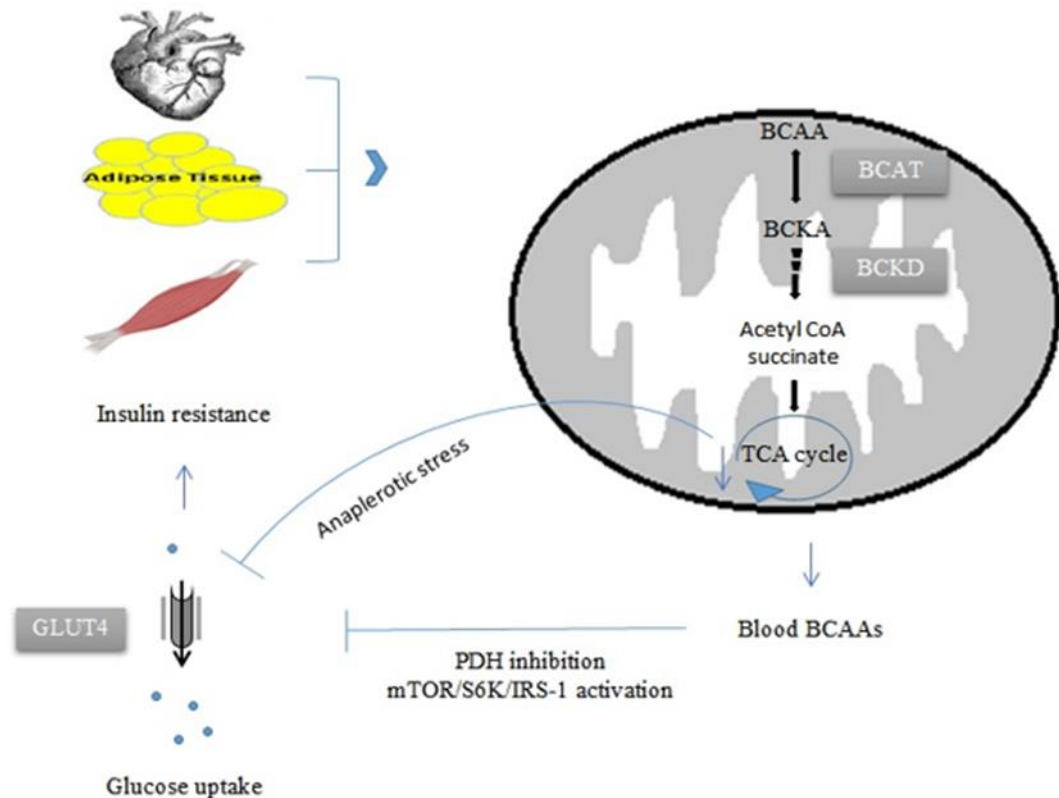 Adipose Tissue
BCAA
BCAT
BCKA
BCKD
Acetyl CoA
succinate
TCA cycle
Insulin resistance
Anaplerotic stress
GLUT4
Blood BCAAs
PDH inhibition
mTOR/S6K/IRS-1 activation
Glucose uptake